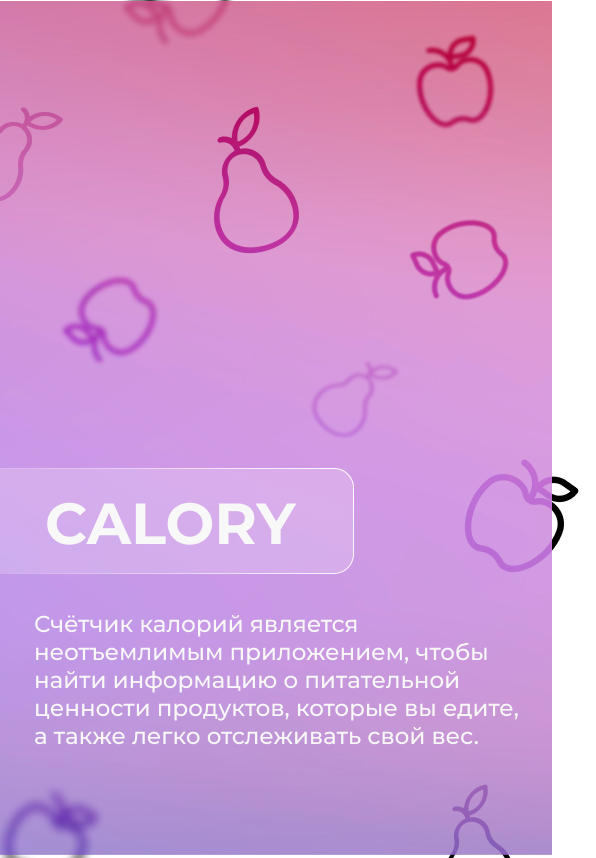 CALORY
Счётчик калорий является
неотъемлимым приложением, чтобы
найти информацию о питательной
ценности продуктов, которые вы едите,
а также легко отслеживать свой вес.